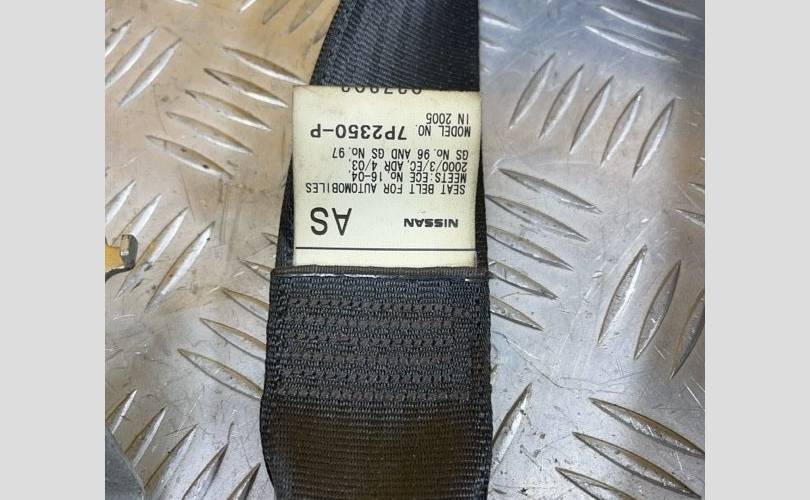 NISSAN AS
SEAT BELT FOR AUTOMOBILES
MEETS:ECE No.16-04.
2000/3/EC, ADR 4/03
GS No. 96 AND GS No. 97
MODEL NO. 7P2350-P
IN 2005